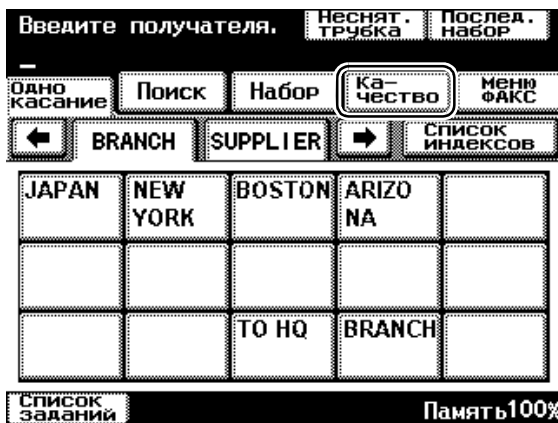 Введите получателя.
Неснят.
трубка
Послед.
набор
Одно
касание
Поиск
Набор
Ка-
чество
Меню
ФАКС
BRANCH
SUPPLIER
Список
индексов
JAPAN
NEW
YORK
BOSTON
ARIZO
NA
TO HQ
BRANCH
Список
заданий
Память100%